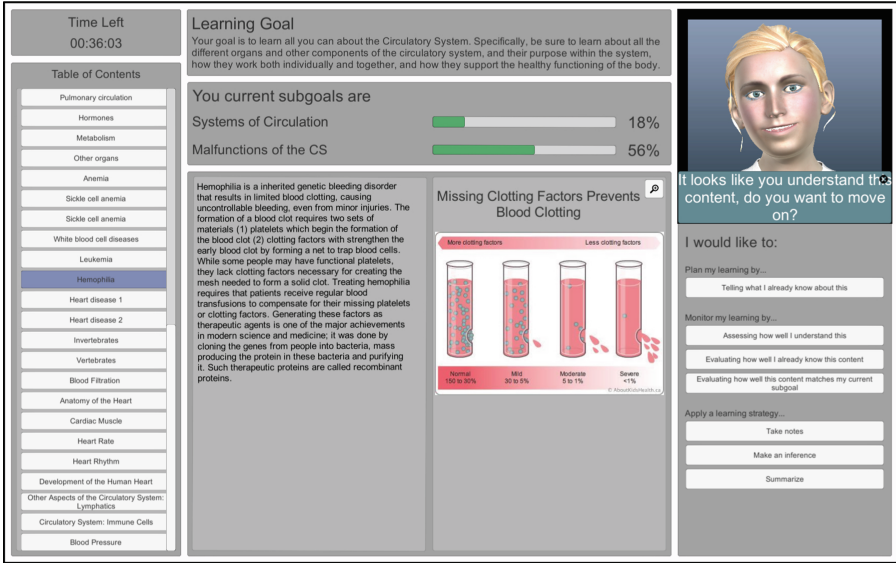 Time Left
00:36:03
Table of Contents
Pulmonary circulation
Hormones
Metabolism
Other organs
Anemia
Sickle cell anemia
Sickle cell anemia
White blood cell diseases
Leukemia
Hemophilia
Heart disease 1
Heart disease 2
Invertebrates
Vertebrates
Blood Filtration
Anatomy of the Heart
Cardiac Muscle
Heart Rate
Heart Rhythm
Development of the Human Heart
Other Aspects of the Circulatory System:
Lymphatics
Circulatory System: Immune Cells
Blood Pressure
Learning Goal
Your goal is to learn all you can about the Circulatory System. Specifically, be sure to learn about all the
different organs and other components of the circulatory system, and their purpose within the system,
how they work both individually and together, and how they support the healthy functioning of the body.
You current subgoals are
Systems of Circulation 18%
Malfunctions of the CS 56%
Hemophilia is a inherited genetic bleeding disorder
that results in limited blood clotting, causing
uncontrollable bleeding, even from minor injuries. The
formation of a blood clot requires two sets of
materials (1) platelets which begin the formation of
the blood clot (2) clotting factors with strengthen the
early blood clot by forming a net to trap blood cells.
While some people may have functional platelets,
they lack clotting factors necessary for creating the
mesh needed to form a solid clot. Treating hemophilia
requires that patients receive regular blood
transfusions to compensate for their missing platelets
or clotting factors. Generating these factors as
therapeutic agents is one of the major achievements
in modern science and medicine; it was done by
cloning the genes from people into bacteria, mass
producing the protein in these bacteria and purifying
it. Such therapeutic proteins are called recombinant
proteins.
Missing Clotting Factors Prevents
Blood Clotting
More clotting factors Less clotting factors
Normal Mild Moderate Severe
150 to 30% 30 to 5% 5 to 1% <1%
© AboutKidsHealth.ca
It looks like you understand this
content, do you want to move
on?
I would like to:
Plan my learning by...
Telling what I already know about this
Monitor my learning by...
Assessing how well I understand this
Evaluating how well I already know this content
Evaluating how well this content matches my current
subgoal
Apply a learning strategy...
Take notes
Make an inference
Summarize